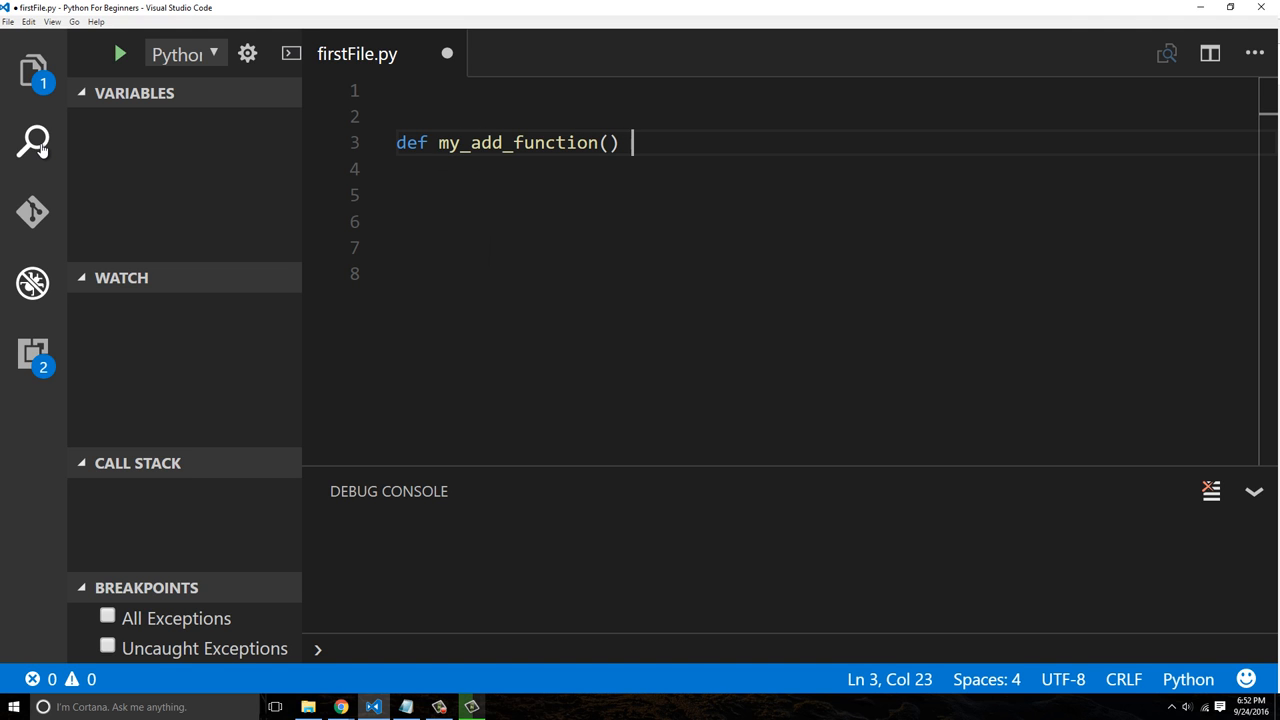 ● firstFile.py - Python For Beginners - Visual Studio Code
File Edit View Go Help
Python
firstFile.py
1
VARIABLES
1
2
3 def my_add_function()
4
5
6
7
8
WATCH
2
CALL STACK
DEBUG CONSOLE
BREAKPOINTS
All Exceptions
Uncaught Exceptions
0 0 Ln 3, Col 23 Spaces: 4 UTF-8 CRLF Python
I'm Cortana. Ask me anything.
6:52 PM
9/24/2016